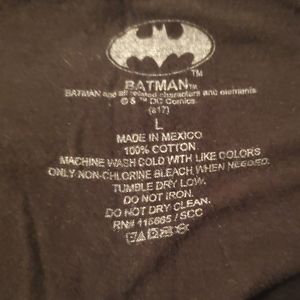 BATMAN™
BATMAN and all related characters and elements
© & ™ DC Comics
(s17)
L
MADE IN MEXICO
100% COTTON
MACHINE WASH COLD WITH LIKE COLORS
ONLY NON-CHLORINE BLEACH WHEN NEEDED.
TUMBLE DRY LOW.
DO NOT IRON.
DO NOT DRY CLEAN.
RN# 115665 / SCC